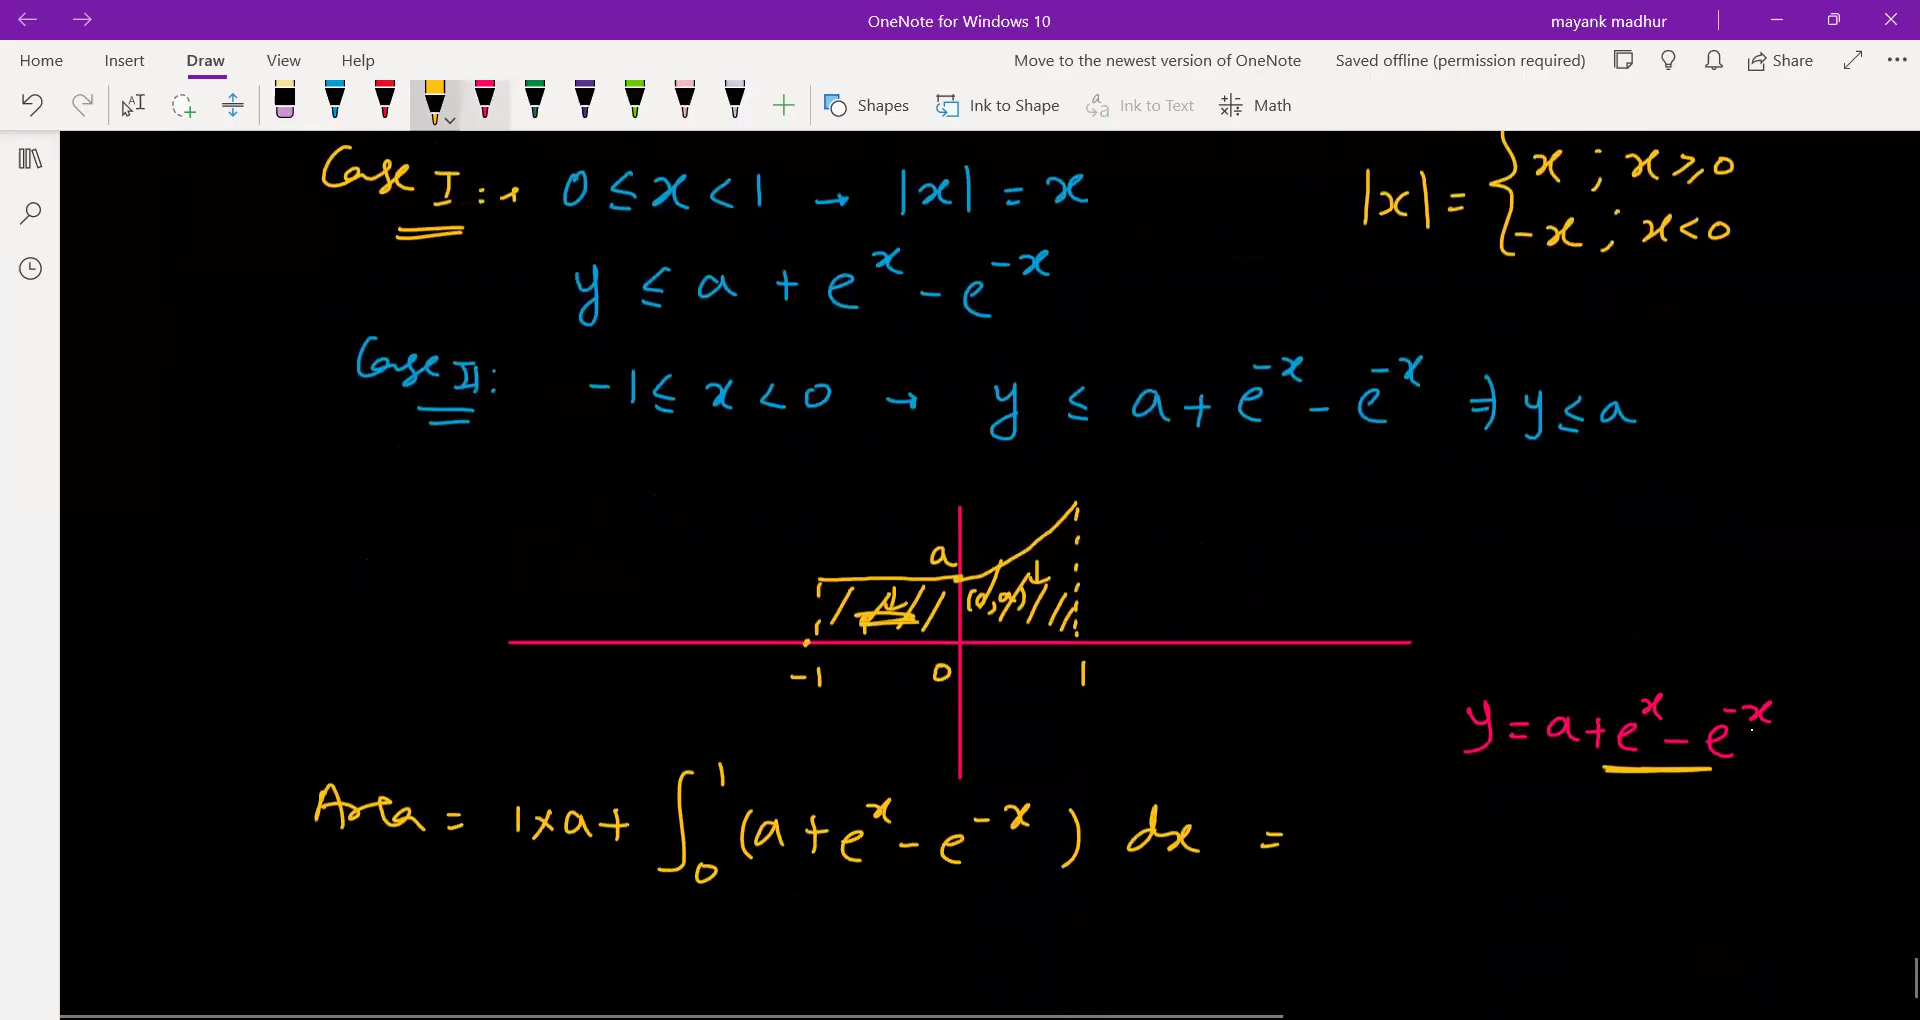 OneNote for Windows 10
mayank madhur
Home Insert Draw View Help Move to the newest version of OneNote Saved offline (permission required) Share
Shapes Ink to Shape Ink to Text Math
Case I : → 0 ≤ x < 1 → |x| = x
|x| = { x ; x ≥ 0
-x ; x < 0
y ≤ a + e^x - e^-x
Case II : -1 ≤ x < 0 → y ≤ a + e^-x - e^-x ⇒ y ≤ a
a
(0,a)
-1 0 1
y = a + e^x - e^-x
Area = 1 × a + ∫_0^1 (a + e^x - e^-x) dx =